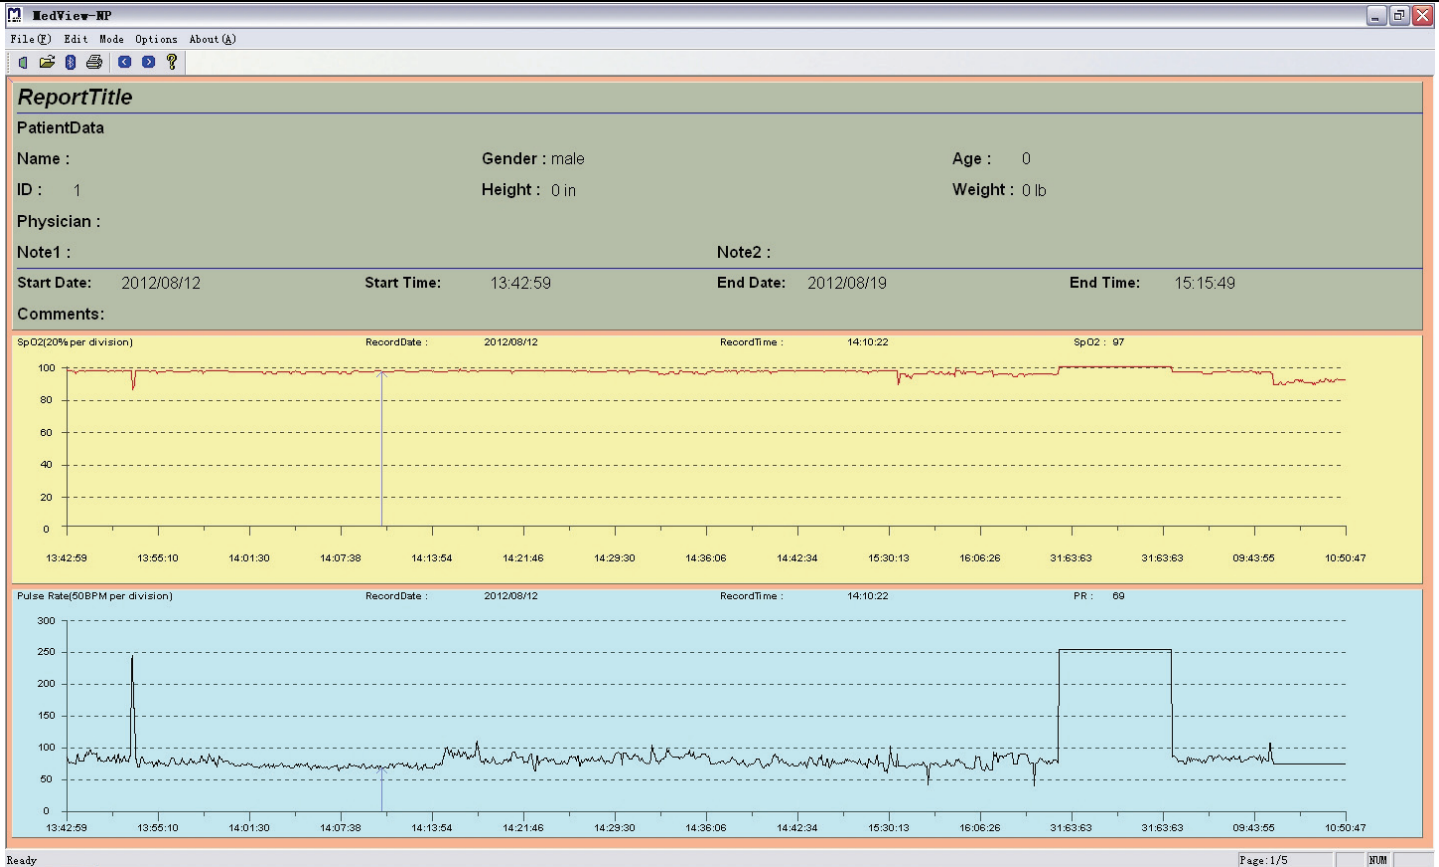 MedView-NP
File(F) Edit Mode Options About(A)
ReportTitle
PatientData
Name : Gender : male Age : 0
ID : 1 Height : 0 in Weight : 0 lb
Physician :
Note1 : Note2 :
Start Date: 2012/08/12 Start Time: 13:42:59 End Date: 2012/08/19 End Time: 15:15:49
Comments:
SpO2(20% per division) RecordDate : 2012/08/12 RecordTime : 14:10:22 SpO2 : 97
100
80
60
40
20
0
13:42:59 13:55:10 14:01:30 14:07:38 14:13:54 14:21:46 14:29:30 14:36:06 14:42:34 15:30:13 16:06:26 31:63:63 31:63:63 09:43:55 10:50:47
Pulse Rate(50BPM per division) RecordDate : 2012/08/12 RecordTime : 14:10:22 PR : 69
300
250
200
150
100
50
0
13:42:59 13:55:10 14:01:30 14:07:38 14:13:54 14:21:46 14:29:30 14:36:06 14:42:34 15:30:13 16:06:26 31:63:63 31:63:63 09:43:55 10:50:47
Ready Page:1/5 NUM